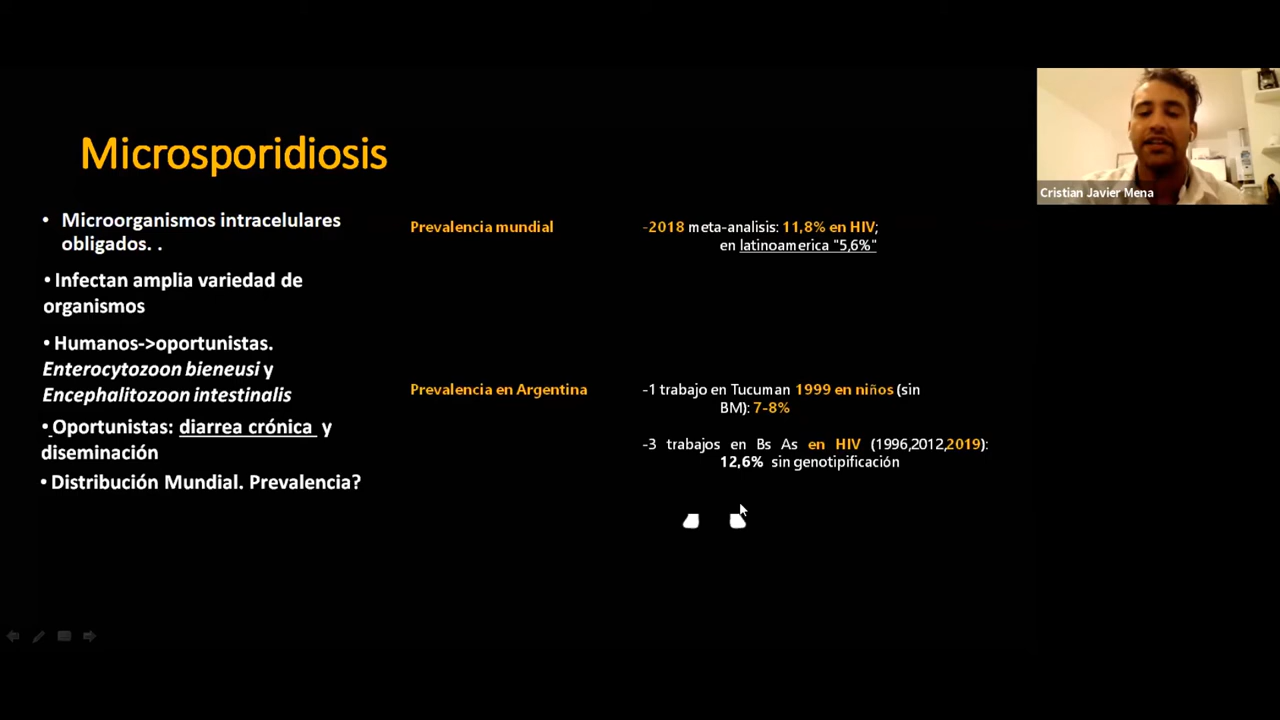 Microsporidiosis
• Microorganismos intracelulares
obligados. .
• Infectan amplia variedad de
organismos
• Humanos->oportunistas.
Enterocytozoon bieneusi y
Encephalitozoon intestinalis
• Oportunistas: diarrea crónica y
diseminación
• Distribución Mundial. Prevalencia?
Prevalencia mundial
-2018 meta-analisis: 11,8% en HIV;
en latinoamerica "5,6%"
Prevalencia en Argentina
-1 trabajo en Tucuman 1999 en niños (sin
BM): 7-8%
-3 trabajos en Bs As en HIV (1996,2012,2019):
12,6% sin genotipificación
Cristian Javier Mena